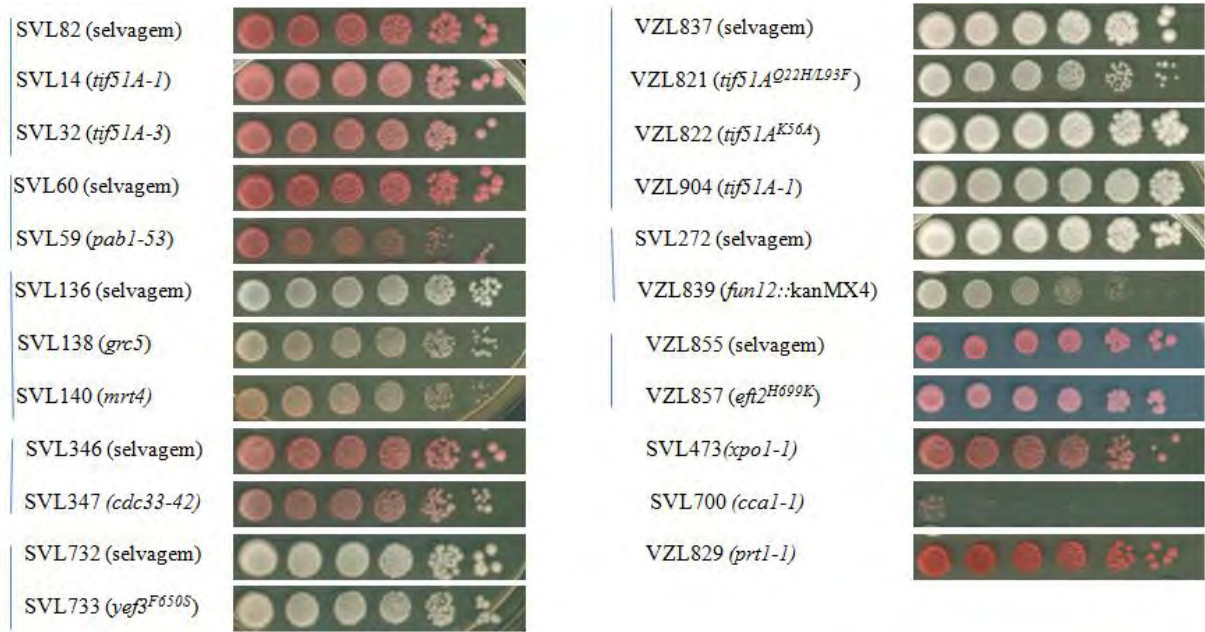 SVL82 (selvagem)
SVL14 (tif51A-1)
SVL32 (tif51A-3)
SVL60 (selvagem)
SVL59 (pab1-53)
SVL136 (selvagem)
SVL138 (grc5)
SVL140 (mrt4)
SVL346 (selvagem)
SVL347 (cdc33-42)
SVL732 (selvagem)
SVL733 (yef3F650S)
VZL837 (selvagem)
VZL821 (tif51AQ22H/L93F)
VZL822 (tif51AK56A)
VZL904 (tif51A-1)
SVL272 (selvagem)
VZL839 (fun12::kanMX4)
VZL855 (selvagem)
VZL857 (eft2H699K)
SVL473(xpo1-1)
SVL700 (cca1-1)
VZL829 (prt1-1)